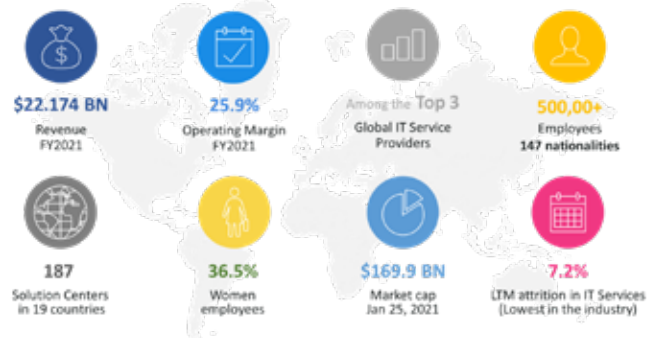 $22.174 BN
Revenue
FY2021
25.9%
Operating Margin
FY2021
Among the Top 3
Global IT Service
Providers
500,00+
Employees
147 nationalities
187
Solution Centers
in 19 countries
36.5%
Women
employees
$169.9 BN
Market cap
Jan 25, 2021
7.2%
LTM attrition in IT Services
(Lowest in the industry)